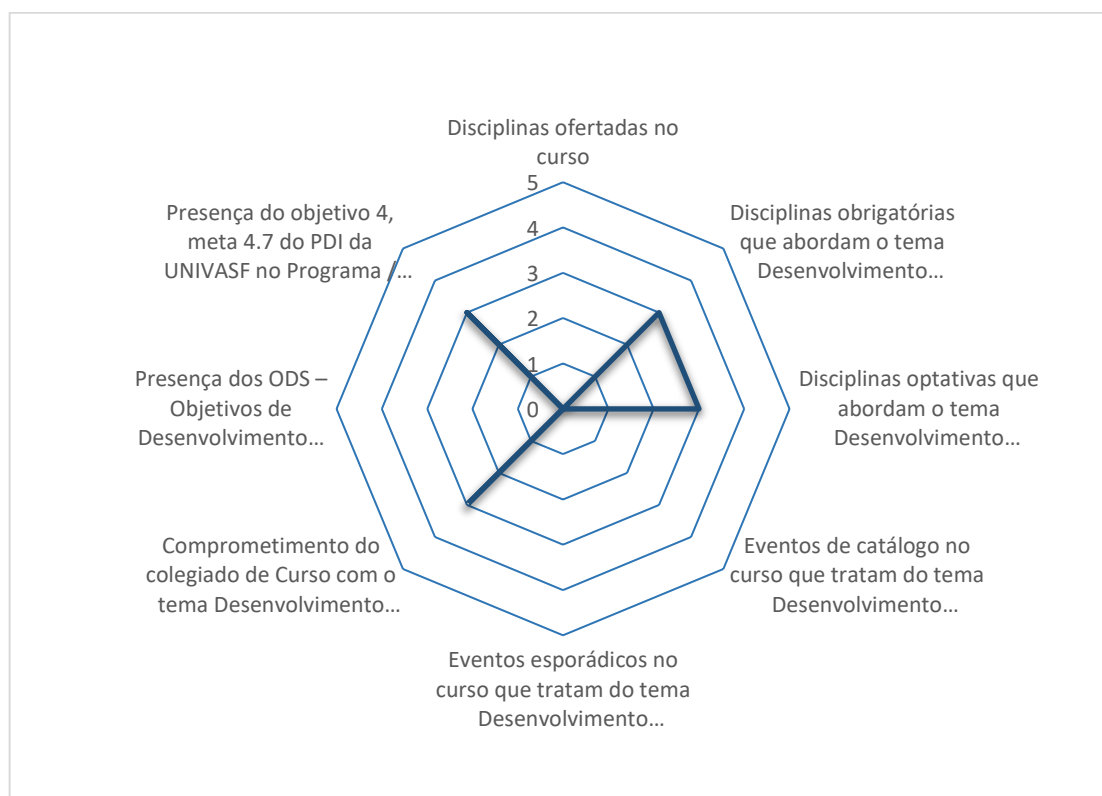 Disciplinas ofertadas no
curso
5
4
3
2
1
0
Disciplinas obrigatórias
que abordam o tema
Desenvolvimento...
Disciplinas optativas que
abordam o tema
Desenvolvimento...
Eventos de catálogo no
curso que tratam do tema
Desenvolvimento...
Eventos esporádicos no
curso que tratam do tema
Desenvolvimento...
Comprometimento do
colegiado de Curso com o
tema Desenvolvimento...
Presença dos ODS –
Objetivos de
Desenvolvimento...
Presença do objetivo 4,
meta 4.7 do PDI da
UNIVASF no Programa /...